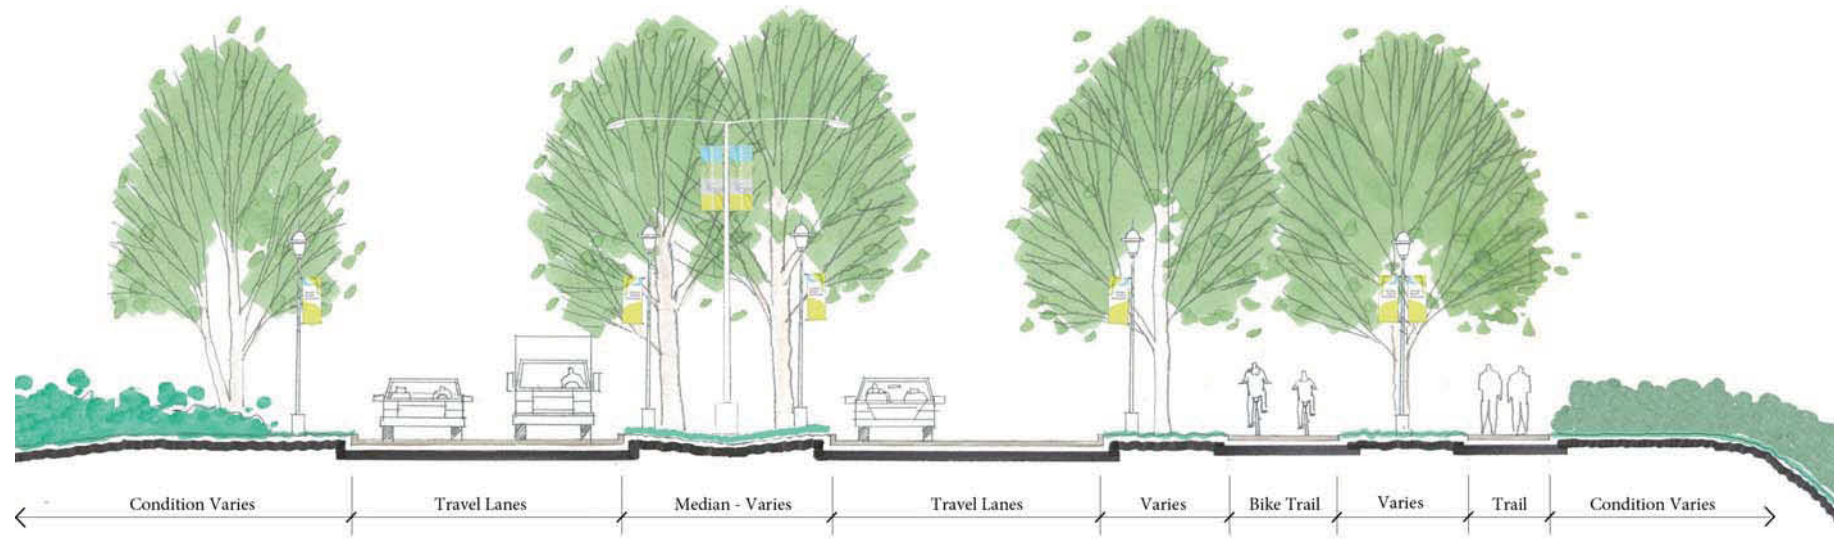 Condition Varies
Travel Lanes
Median - Varies
Travel Lanes
Varies
Bike Trail
Varies
Trail
Condition Varies